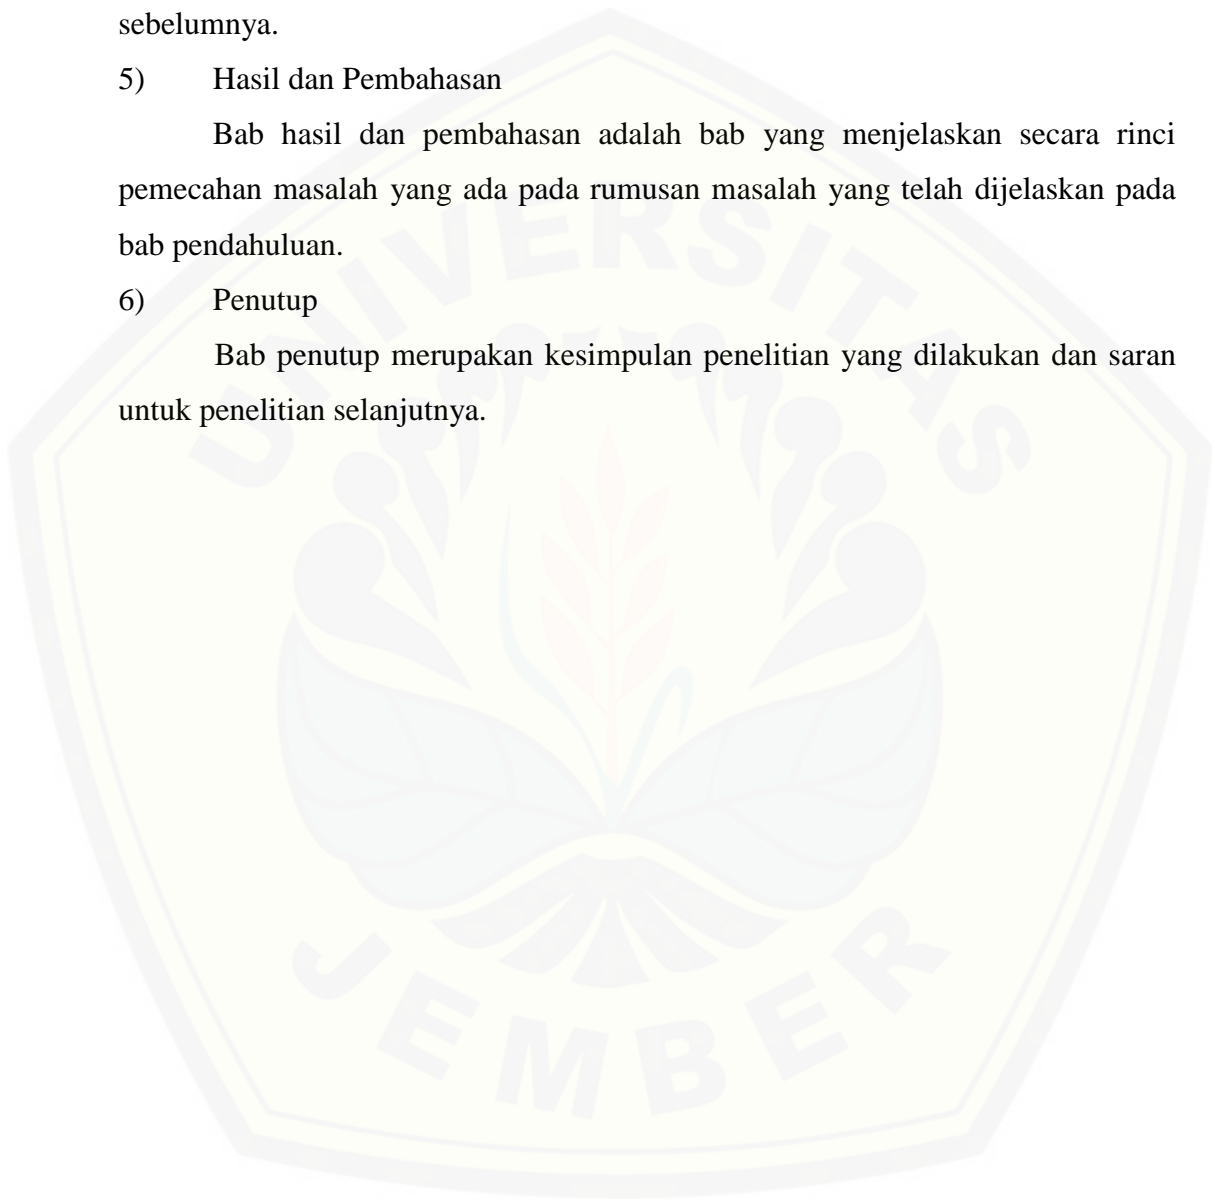 sebelumnya.
5) Hasil dan Pembahasan
Bab hasil dan pembahasan adalah bab yang menjelaskan secara rinci
pemecahan masalah yang ada pada rumusan masalah yang telah dijelaskan pada
bab pendahuluan.
6) Penutup
Bab penutup merupakan kesimpulan penelitian yang dilakukan dan saran
untuk penelitian selanjutnya.
UNIVERSITAS
JEMBER